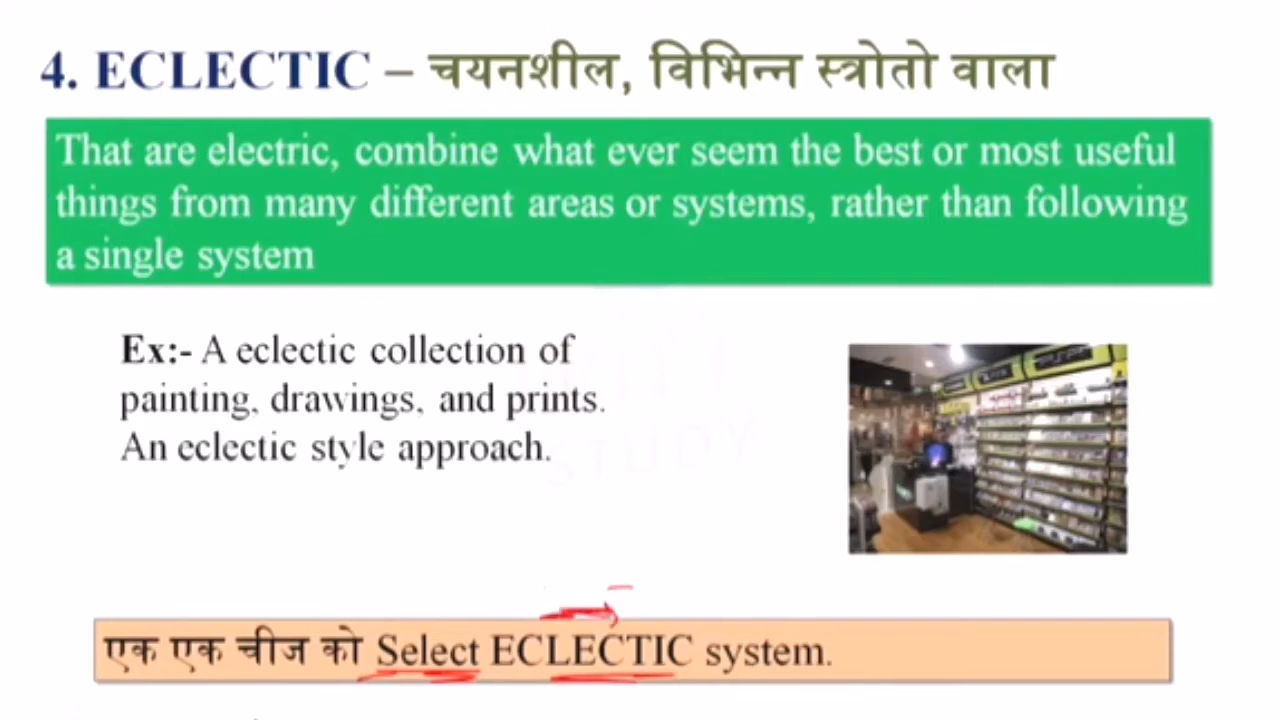 4. ECLECTIC – चयनशील, विभिन्न स्त्रोतो वाला
That are electric, combine what ever seem the best or most useful
things from many different areas or systems, rather than following
a single system
Ex:- A eclectic collection of
painting, drawings, and prints.
An eclectic style approach.
STUDY
एक एक चीज को Select ECLECTIC system.